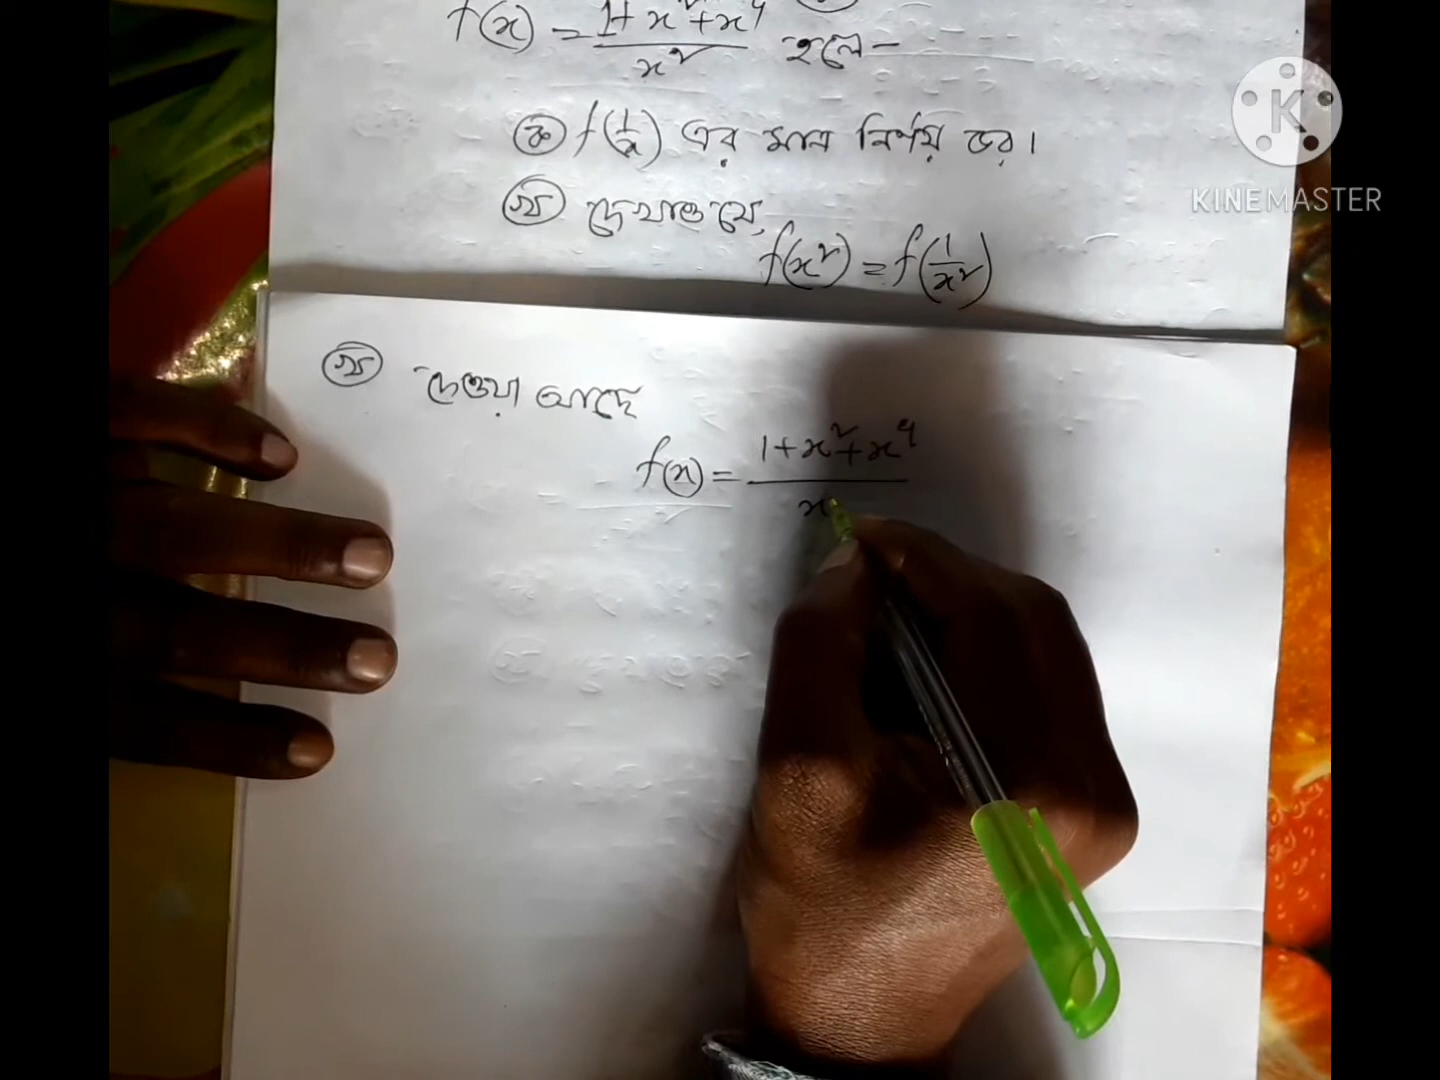 f(x) = 1+x²+x⁴ / x² হলে-
ক f(1/x) এর মান নির্ণয় কর।
খ দেখাও যে,
f(x²) = f(1/x²)
খ দেওয়া আছে
f(x) = 1+x²+x⁴ / x
K
KINEMASTER